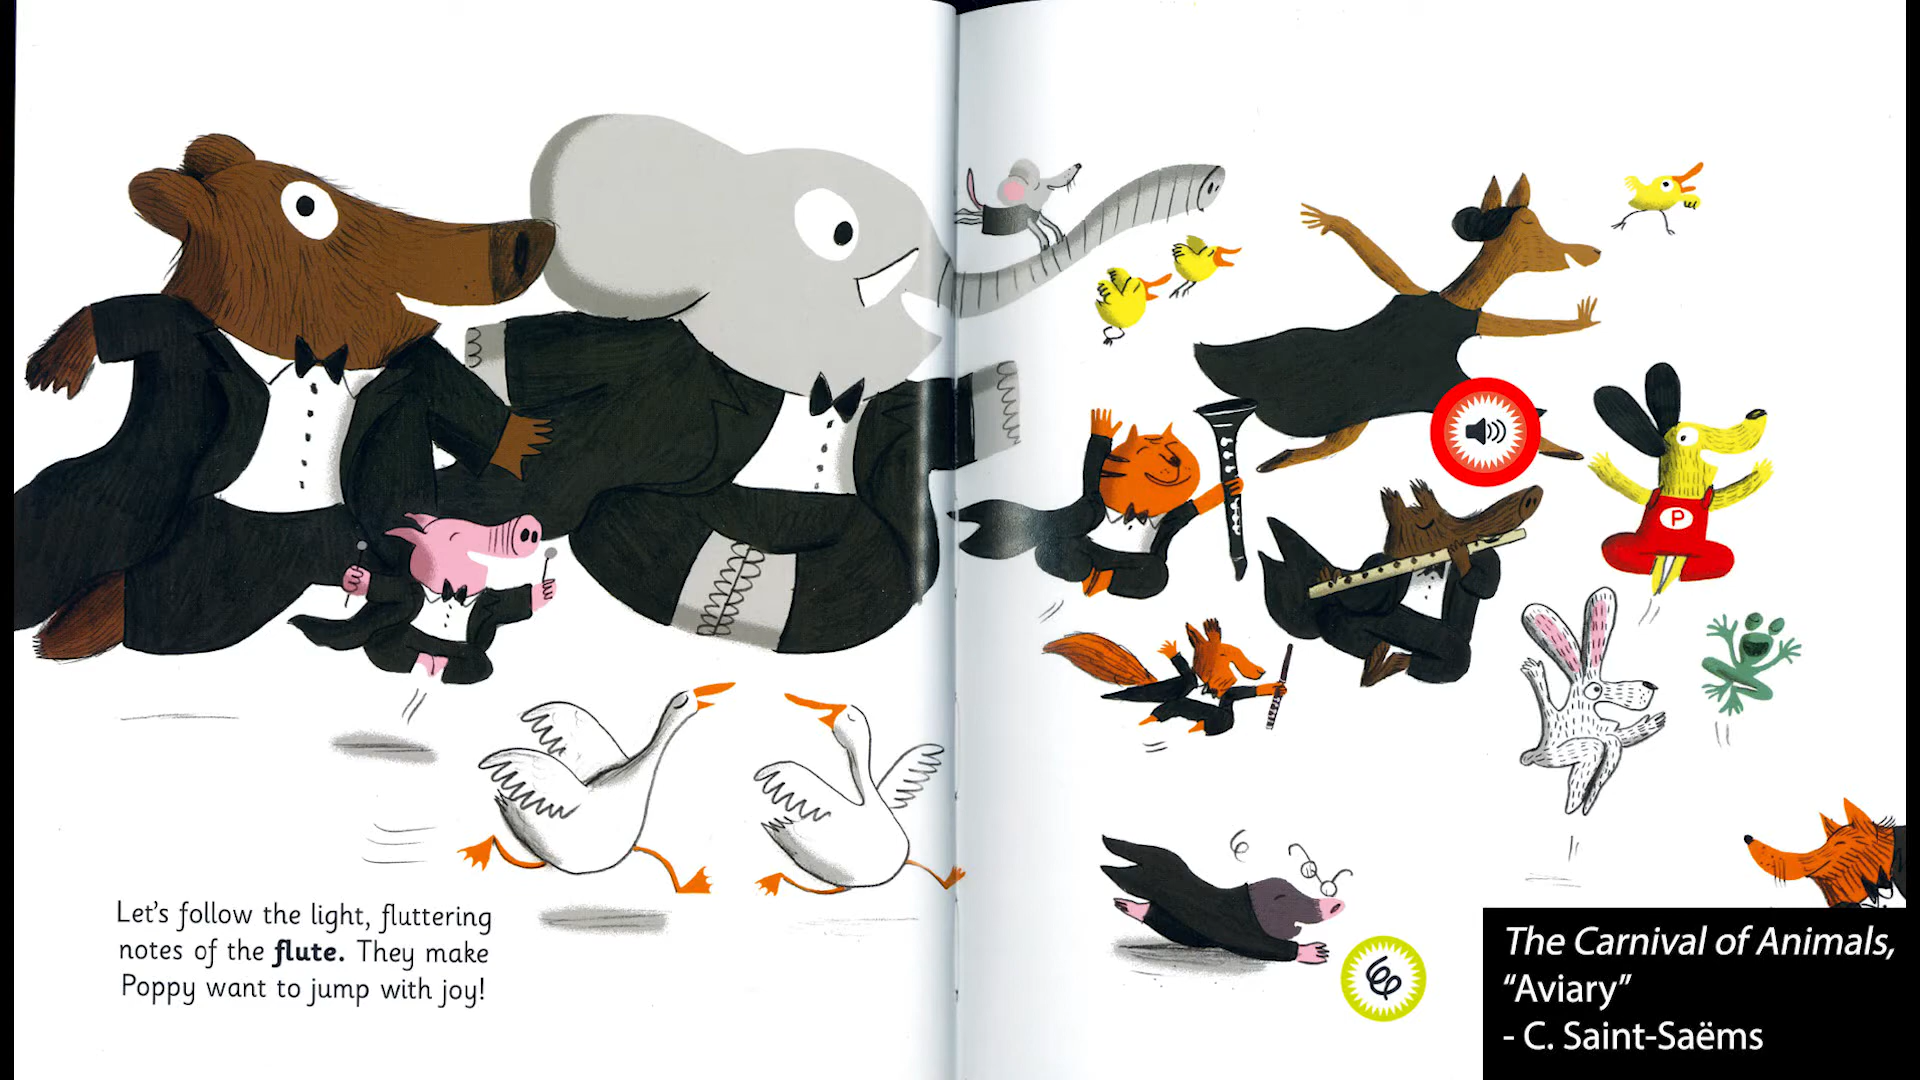 Let's follow the light, fluttering
notes of the flute. They make
Poppy want to jump with joy!
P
The Carnival of Animals,
“Aviary”
- C. Saint-Saëms